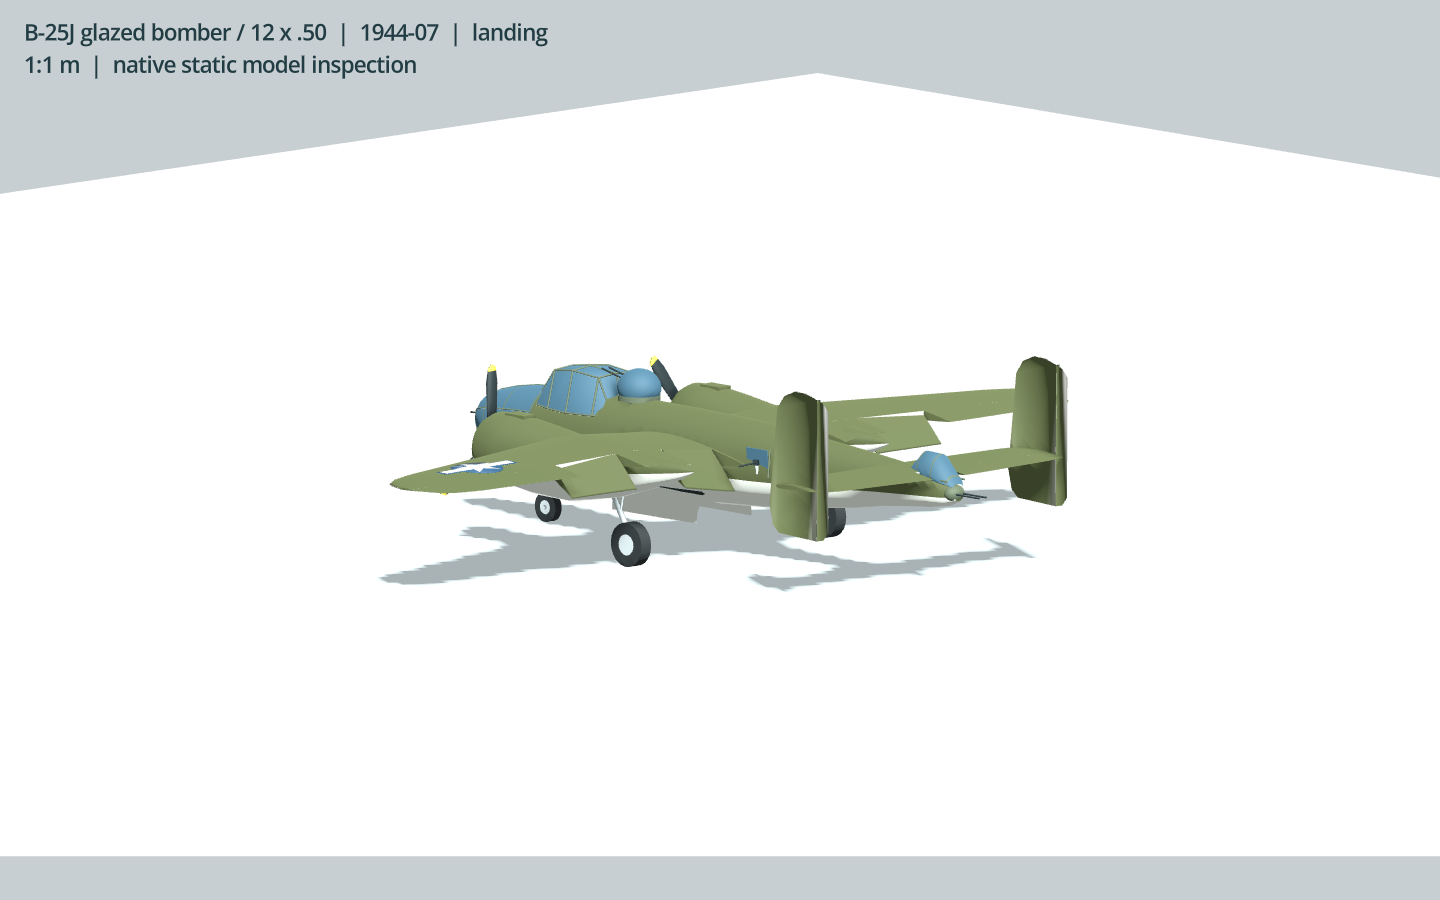 B-25J glazed bomber / 12 x .50 | 1944-07 | landing
1:1 m | native static model inspection